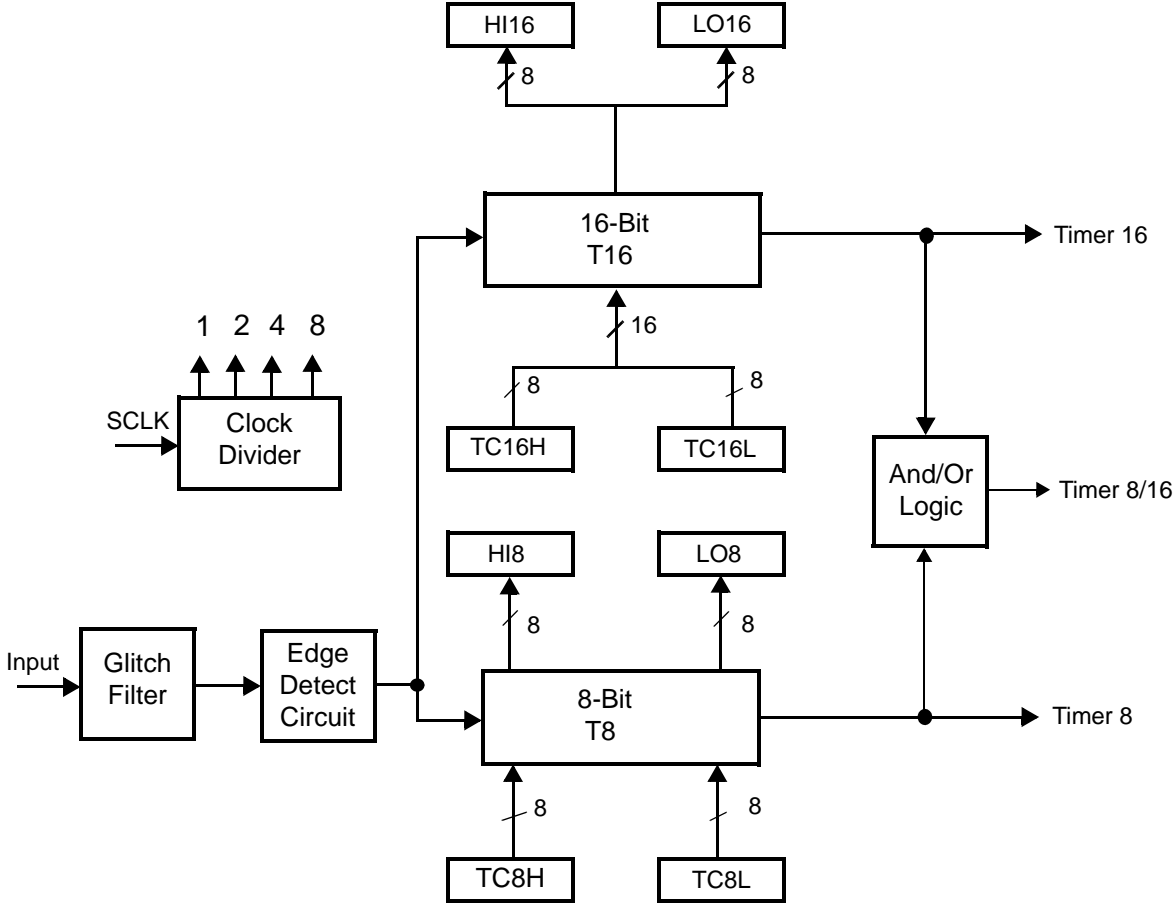 HI16
LO16
8
8
16-Bit
T16
Timer 16
16
1 2 4 8
8
8
SCLK
Clock
Divider
TC16H
TC16L
And/Or
Logic
Timer 8/16
HI8
LO8
8
8
Input
Glitch
Filter
Edge
Detect
Circuit
8-Bit
T8
Timer 8
8
8
TC8H
TC8L